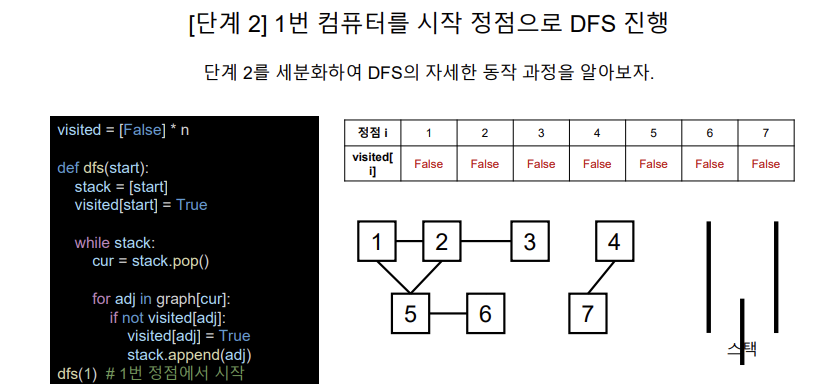 [단계 2] 1번 컴퓨터를 시작 정점으로 DFS 진행
단계 2를 세분화하여 DFS의 자세한 동작 과정을 알아보자.
visited = [False] * n
def dfs(start):
stack = [start]
visited[start] = True
while stack:
cur = stack.pop()
for adj in graph[cur]:
if not visited[adj]:
visited[adj] = True
stack.append(adj)
dfs(1) # 1번 정점에서 시작
정점 i 1 2 3 4 5 6 7
visited[
i] False False False False False False False
1 2 3 4
5 6 7
스택